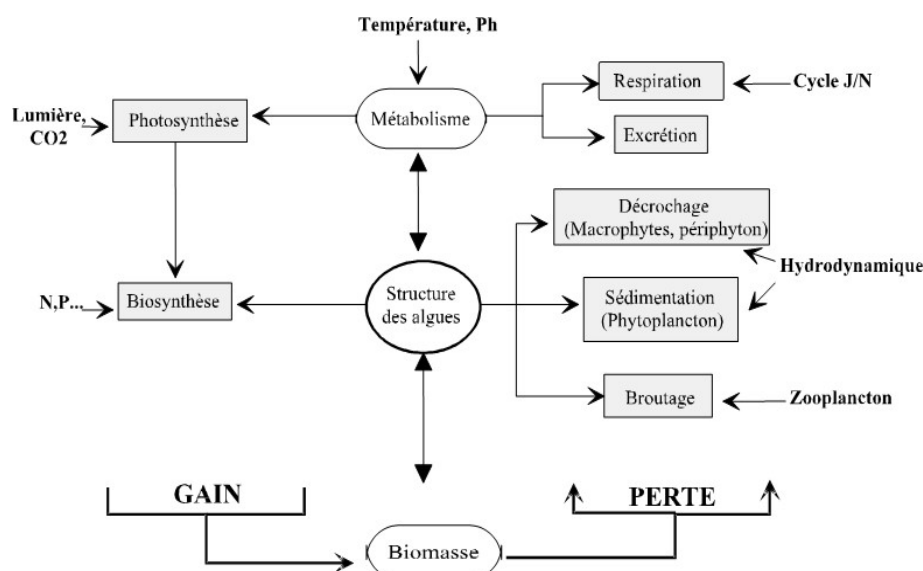 Température, Ph
Respiration
Cycle J/N
Lumière,
CO2
Photosynthèse
Métabolisme
Excrétion
Décrochage
(Macrophytes, périphyton)
Hydrodynamique
N,P...
Biosynthèse
Structure
des algues
Sédimentation
(Phytoplancton)
Broutage
Zooplancton
GAIN
PERTE
Biomasse